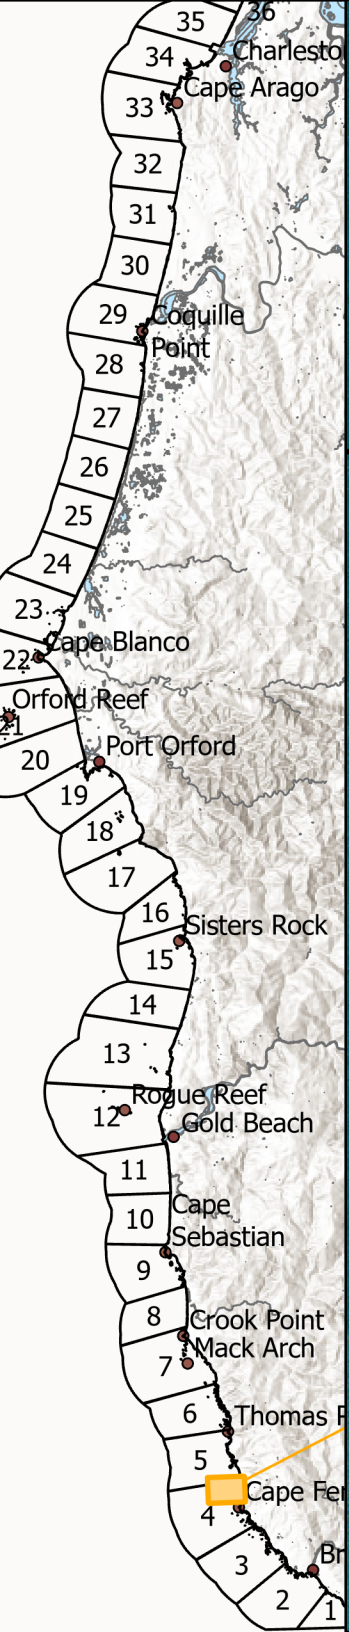 36
35
Charlesto
34
Cape Arago
33
32
31
30
29
Coquille
Point
28
27
26
25
24
23
Cape Blanco
22
Orford Reef
21
Port Orford
20
19
18
17
16
Sisters Rock
15
14
13
Rogue Reef
12
Gold Beach
11
Cape
Sebastian
10
9
8
Crook Point
Mack Arch
7
6
Thomas P
5
Cape Fer
4
3
Br
2
1